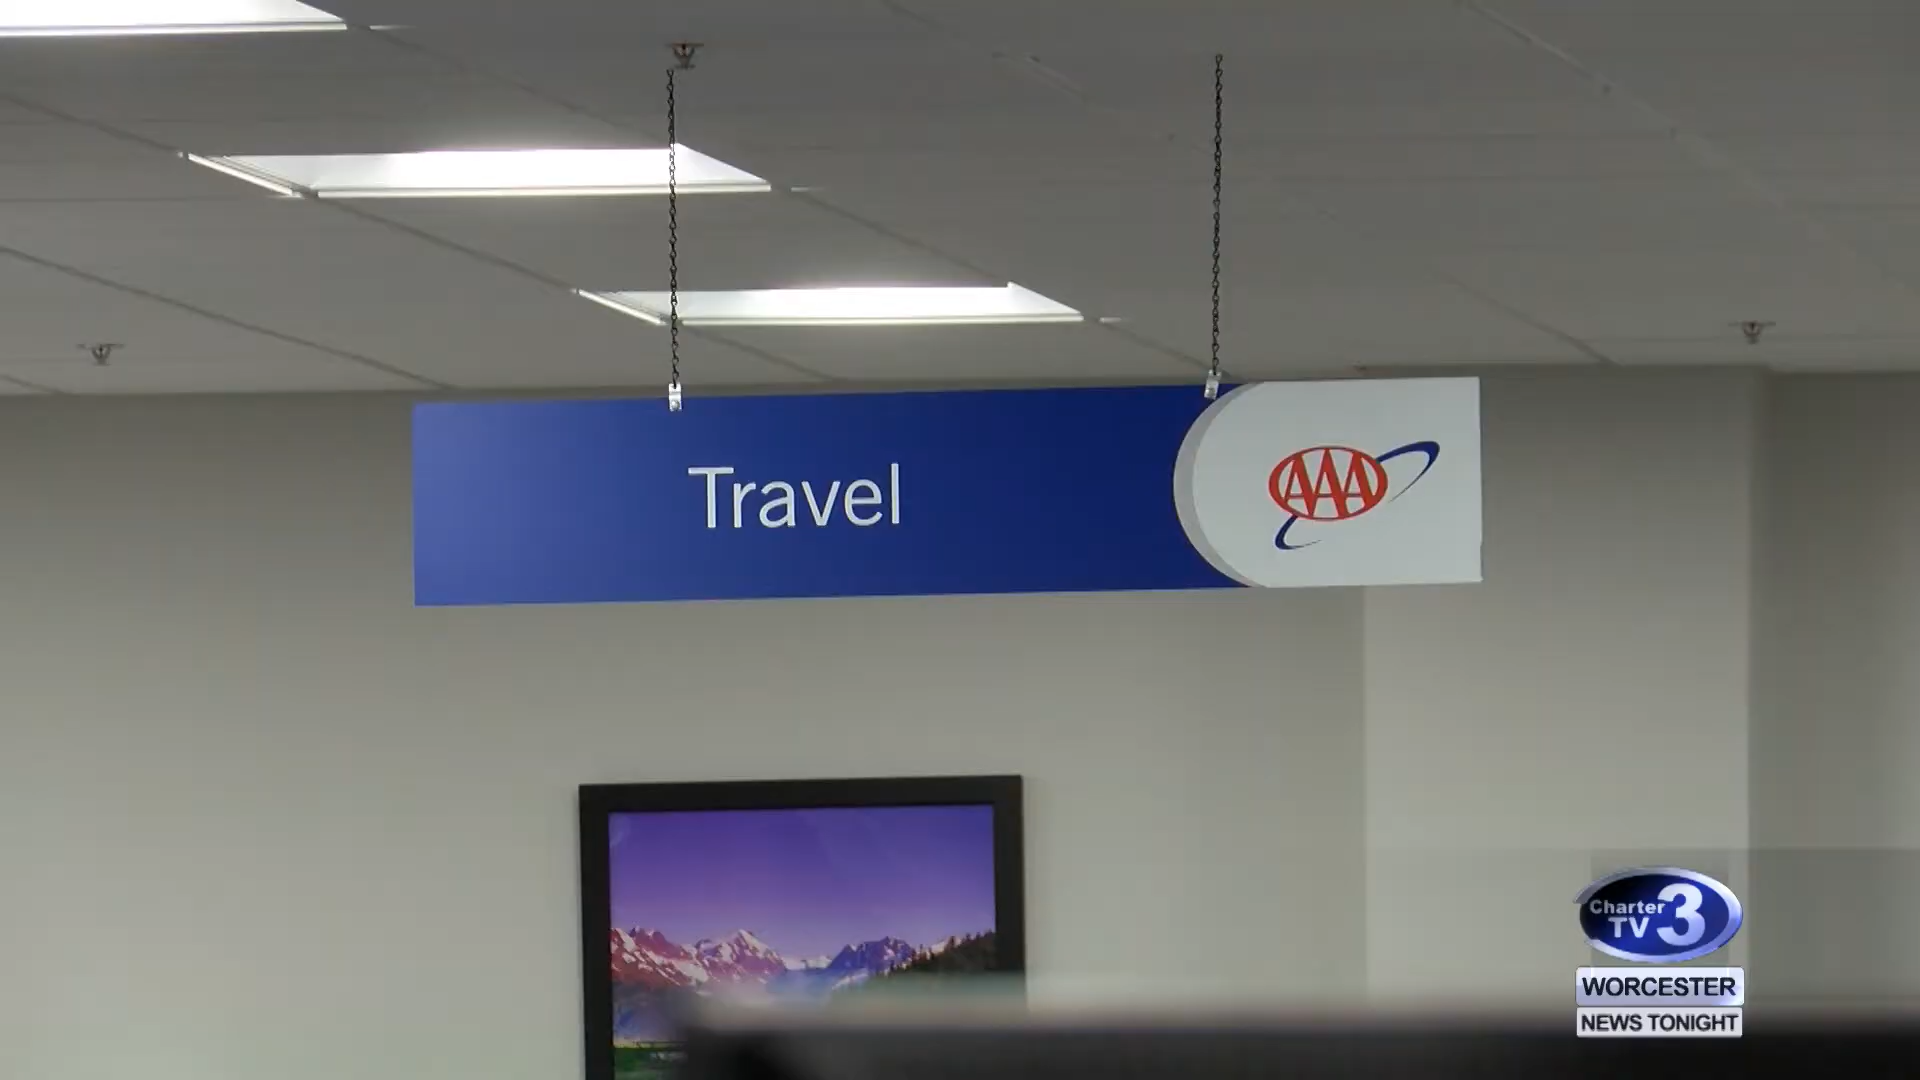 Travel
AAA
Charter
TV 3
WORCESTER
NEWS TONIGHT